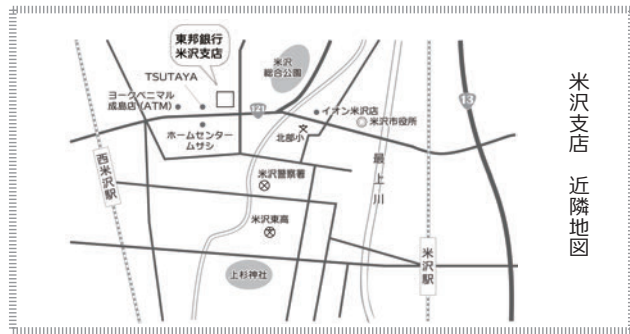 東邦銀行
米沢支店
米沢
総合公園
TSUTAYA
ヨークベニマル
成島店(ATM)
121
イオン米沢店
米沢市役所
13
ホームセンター
ムサシ
北部小
西米沢駅
米沢警察署
最上川
米沢東高
上杉神社
米沢駅
米沢支店 近隣地図